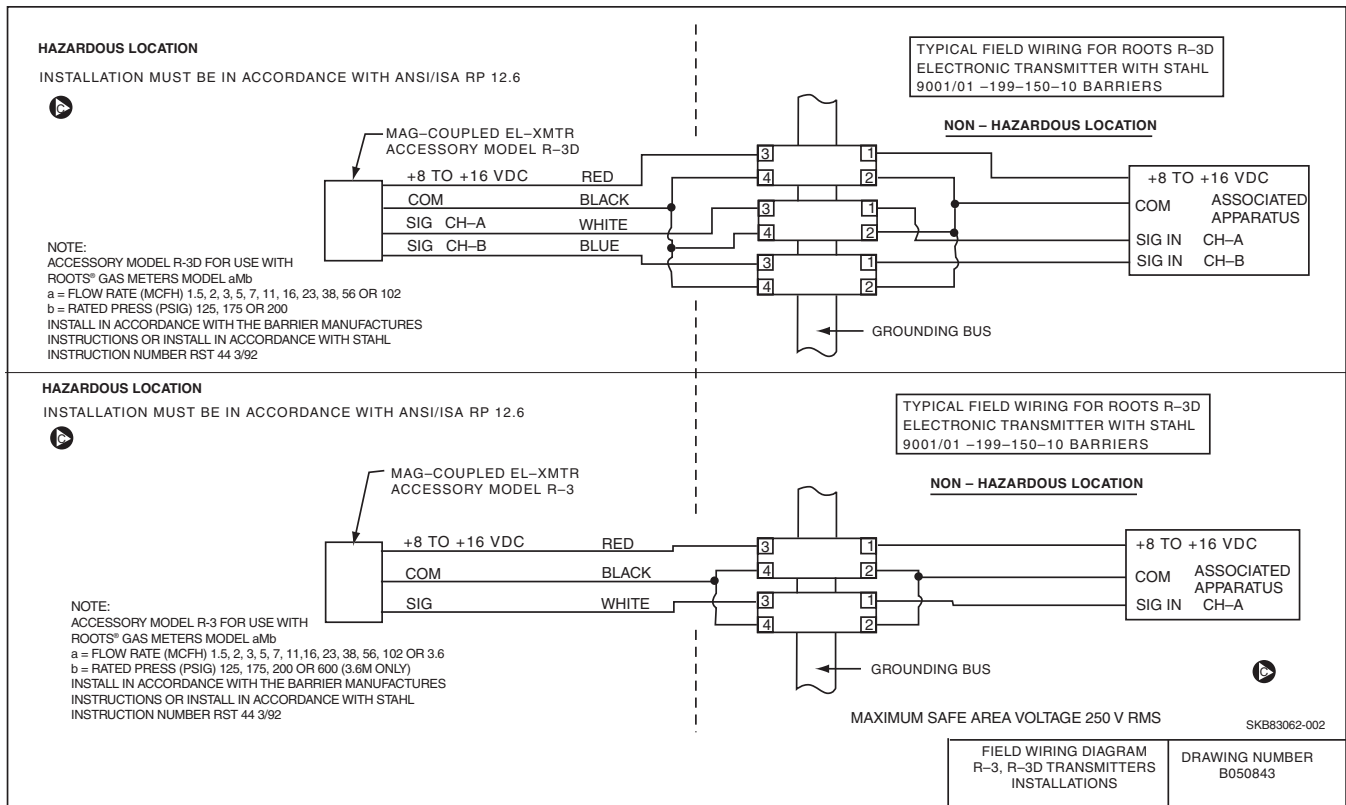 HAZARDOUS LOCATION
INSTALLATION MUST BE IN ACCORDANCE WITH ANSI/ISA RP 12.6
C
TYPICAL FIELD WIRING FOR ROOTS R–3D
ELECTRONIC TRANSMITTER WITH STAHL
9001/01 –199–150–10 BARRIERS
NON – HAZARDOUS LOCATION
MAG–COUPLED EL–XMTR
ACCESSORY MODEL R–3D
+8 TO +16 VDC RED
COM BLACK
SIG CH–A WHITE
SIG CH–B BLUE
3 1
4 2
3 1
4 2
3 1
4 2
+8 TO +16 VDC
COM ASSOCIATED
APPARATUS
SIG IN CH–A
SIG IN CH–B
NOTE:
ACCESSORY MODEL R-3D FOR USE WITH
ROOTS® GAS METERS MODEL aMb
a = FLOW RATE (MCFH) 1.5, 2, 3, 5, 7, 11, 16, 23, 38, 56 OR 102
b = RATED PRESS (PSIG) 125, 175 OR 200
INSTALL IN ACCORDANCE WITH THE BARRIER MANUFACTURES
INSTRUCTIONS OR INSTALL IN ACCORDANCE WITH STAHL
INSTRUCTION NUMBER RST 44 3/92
GROUNDING BUS
HAZARDOUS LOCATION
INSTALLATION MUST BE IN ACCORDANCE WITH ANSI/ISA RP 12.6
C
TYPICAL FIELD WIRING FOR ROOTS R–3D
ELECTRONIC TRANSMITTER WITH STAHL
9001/01 –199–150–10 BARRIERS
NON – HAZARDOUS LOCATION
MAG–COUPLED EL–XMTR
ACCESSORY MODEL R–3
+8 TO +16 VDC RED
COM BLACK
SIG WHITE
3 1
4 2
3 1
4 2
+8 TO +16 VDC
COM ASSOCIATED
APPARATUS
SIG IN CH–A
NOTE:
ACCESSORY MODEL R-3 FOR USE WITH
ROOTS® GAS METERS MODEL aMb
a = FLOW RATE (MCFH) 1.5, 2, 3, 5, 7, 11,16, 23, 38, 56, 102 OR 3.6
b = RATED PRESS (PSIG) 125, 175, 200 OR 600 (3.6M ONLY)
INSTALL IN ACCORDANCE WITH THE BARRIER MANUFACTURES
INSTRUCTIONS OR INSTALL IN ACCORDANCE WITH STAHL
INSTRUCTION NUMBER RST 44 3/92
GROUNDING BUS
C
MAXIMUM SAFE AREA VOLTAGE 250 V RMS
SKB83062-002
FIELD WIRING DIAGRAM
R–3, R–3D TRANSMITTERS
INSTALLATIONS
DRAWING NUMBER
B050843